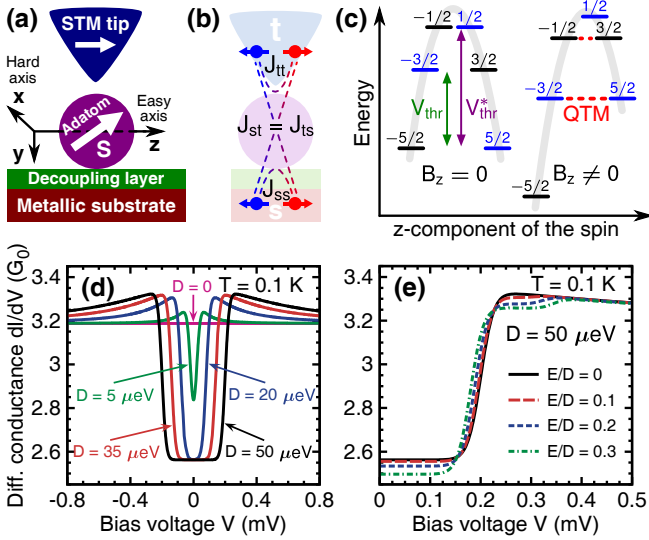 (a)
STM tip
Hard
axis
x
y
Adatom
S
Easy
axis
z
Decoupling layer
Metallic substrate
(b)
t
J_tt
J_st = J_ts
J_ss
s
(c)
Energy
−1/2 1/2
−3/2 3/2
V_thr V*_thr
−5/2 5/2
B_z = 0
1/2
−1/2 3/2
−3/2 5/2
QTM
B_z ≠ 0
−5/2
z-component of the spin
(d)
Diff. conductance dI/dV (G₀)
3.4
3.2
3.0
2.8
2.6
D = 0
T = 0.1 K
D = 5 μeV
D = 20 μeV
D = 35 μeV
D = 50 μeV
-0.8 -0.4 0 0.4 0.8
Bias voltage V (mV)
(e)
T = 0.1 K
D = 50 μeV
3.4
3.2
3
2.8
2.6
E/D = 0
E/D = 0.1
E/D = 0.2
E/D = 0.3
0 0.1 0.2 0.3 0.4 0.5
Bias voltage V (mV)